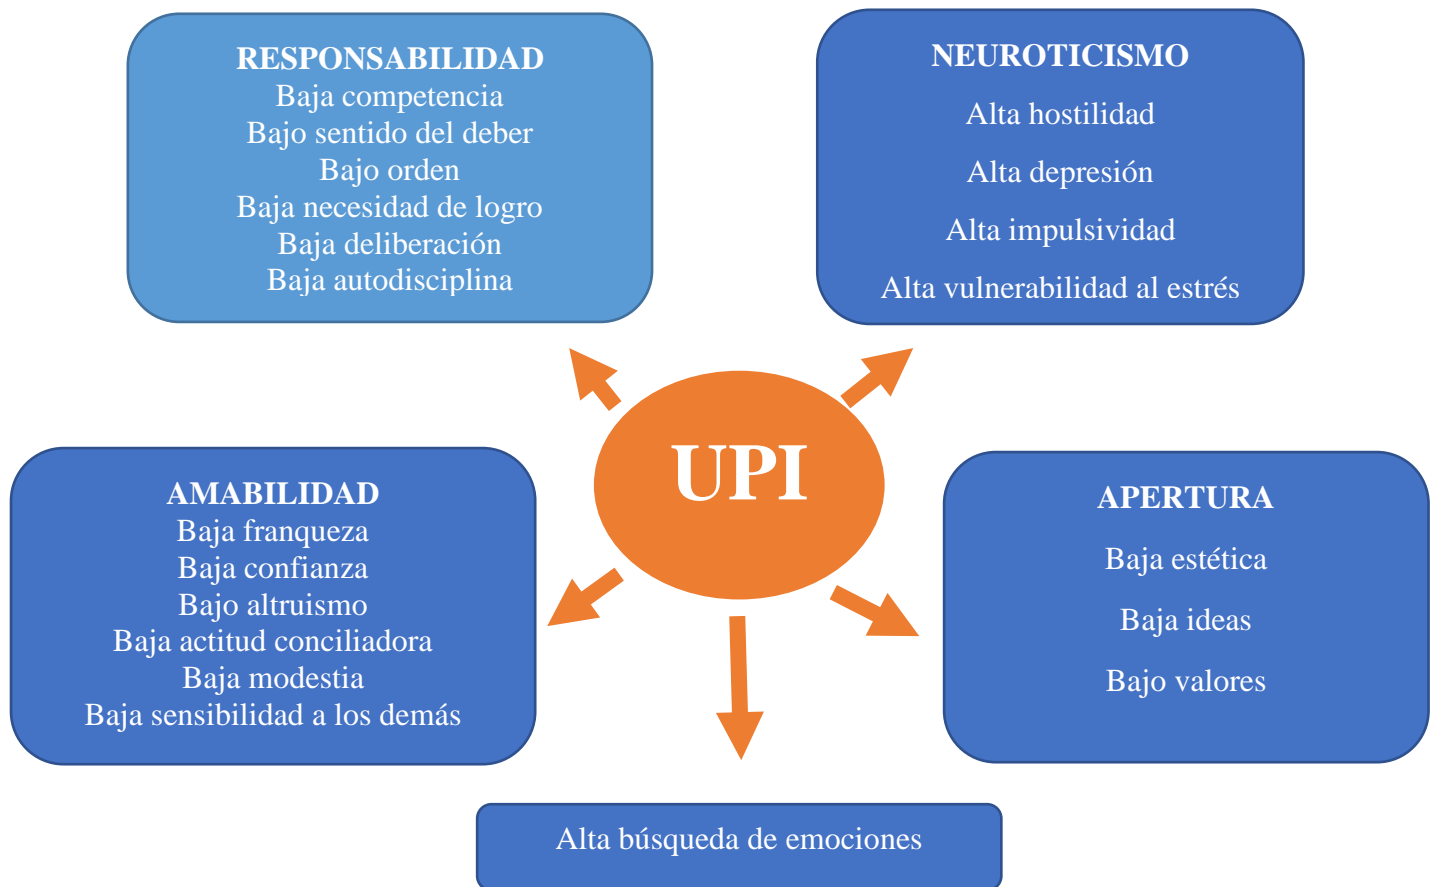 RESPONSABILIDAD
Baja competencia
Bajo sentido del deber
Bajo orden
Baja necesidad de logro
Baja deliberación
Baja autodisciplina
NEUROTICISMO
Alta hostilidad
Alta depresión
Alta impulsividad
Alta vulnerabilidad al estrés
UPI
AMABILIDAD
Baja franqueza
Baja confianza
Bajo altruismo
Baja actitud conciliadora
Baja modestia
Baja sensibilidad a los demás
APERTURA
Baja estética
Baja ideas
Bajo valores
Alta búsqueda de emociones